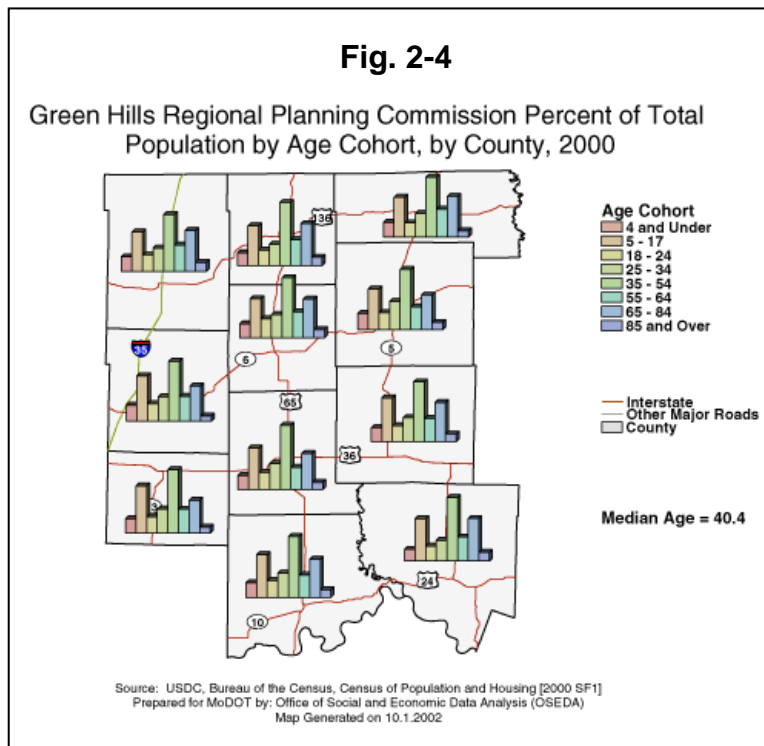 Fig. 2-4
Green Hills Regional Planning Commission Percent of Total
Population by Age Cohort, by County, 2000
136
35
6
5
65
36
3
24
10
Age Cohort
4 and Under
5 - 17
18 - 24
25 - 34
35 - 54
55 - 64
65 - 84
85 and Over
Interstate
Other Major Roads
County
Median Age = 40.4
Source: USDC, Bureau of the Census, Census of Population and Housing [2000 SF1]
Prepared for MoDOT by: Office of Social and Economic Data Analysis (OSEDA)
Map Generated on 10.1.2002